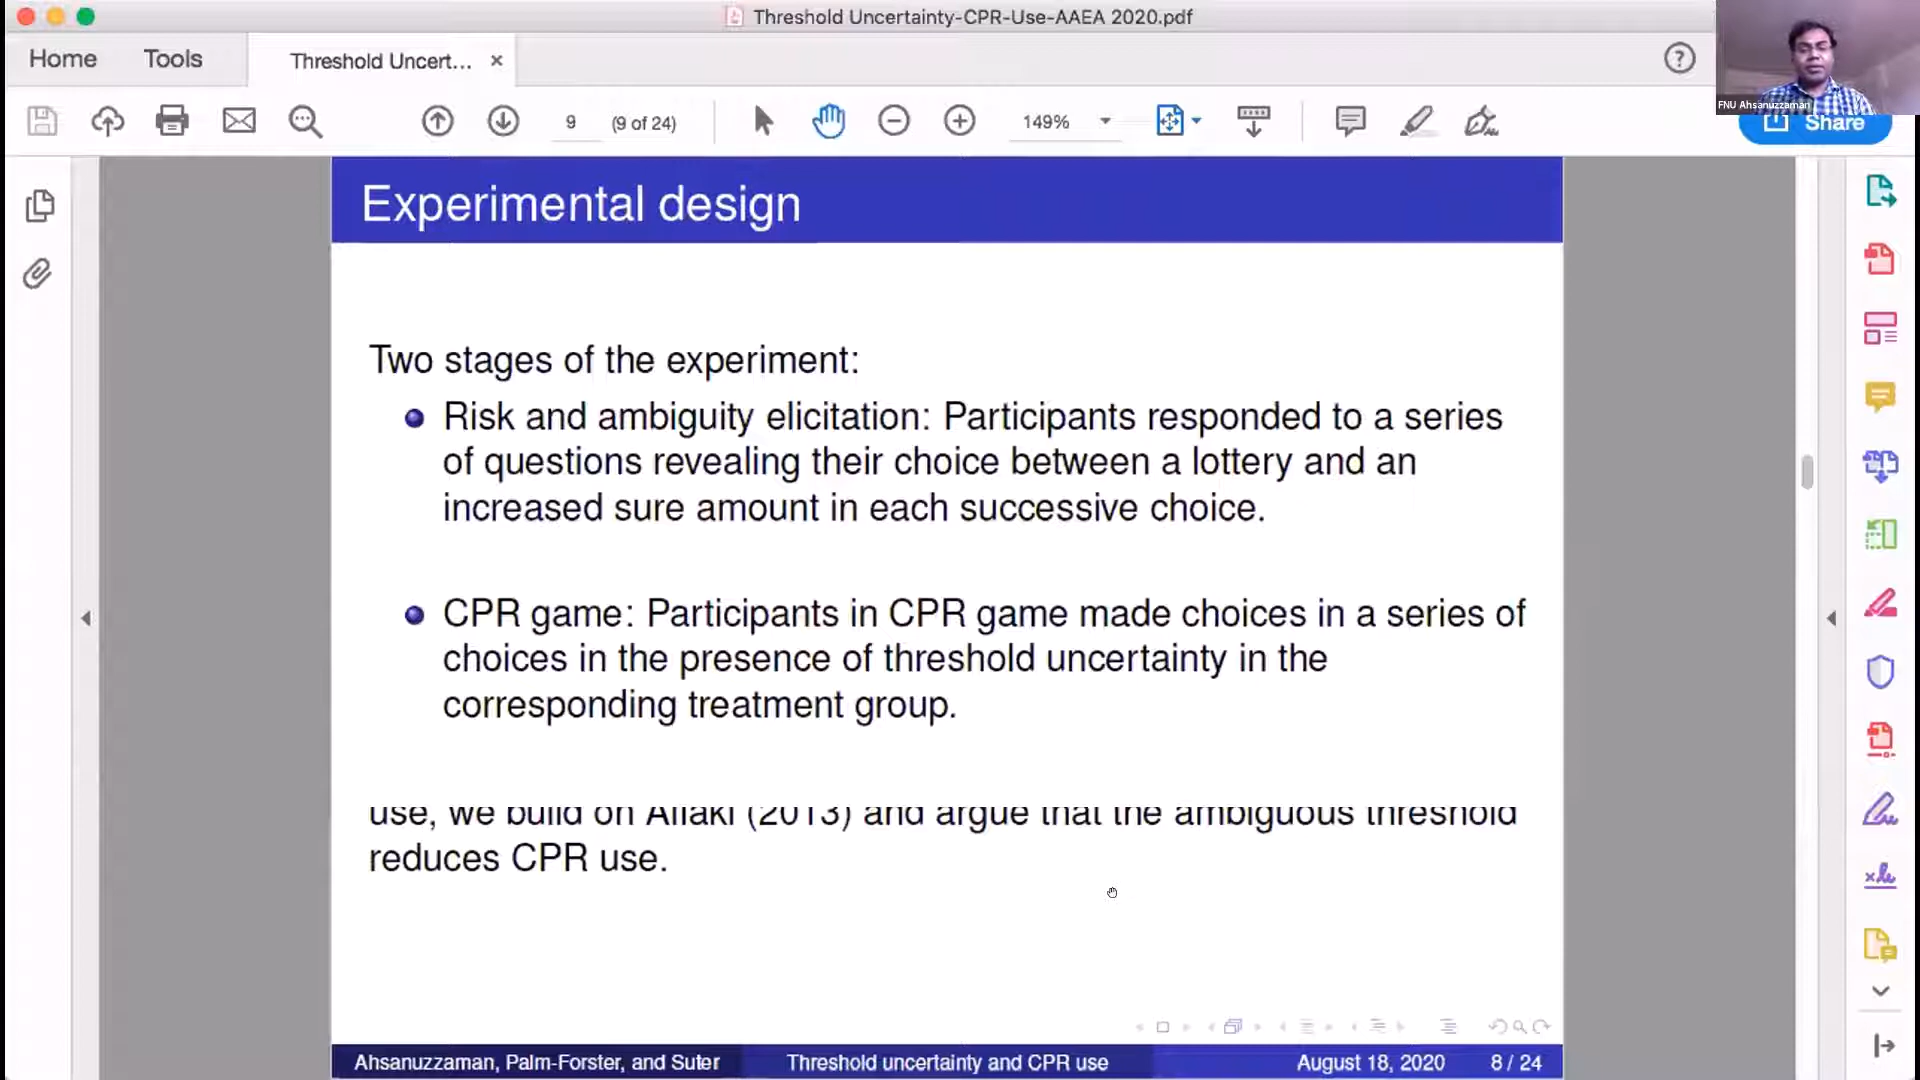 Threshold Uncertainty-CPR-Use-AAEA 2020.pdf
Home Tools Threshold Uncert... ×
FNU Ahsanuzzaman
9 (9 of 24) 149% Share
Experimental design
Two stages of the experiment:
Risk and ambiguity elicitation: Participants responded to a series
of questions revealing their choice between a lottery and an
increased sure amount in each successive choice.
CPR game: Participants in CPR game made choices in a series of
choices in the presence of threshold uncertainty in the
corresponding treatment group.
use, we build on Aflaki (2013) and argue that the ambiguous threshold
reduces CPR use.
Ahsanuzzaman, Palm-Forster, and Suter Threshold uncertainty and CPR use August 18, 2020 8 / 24